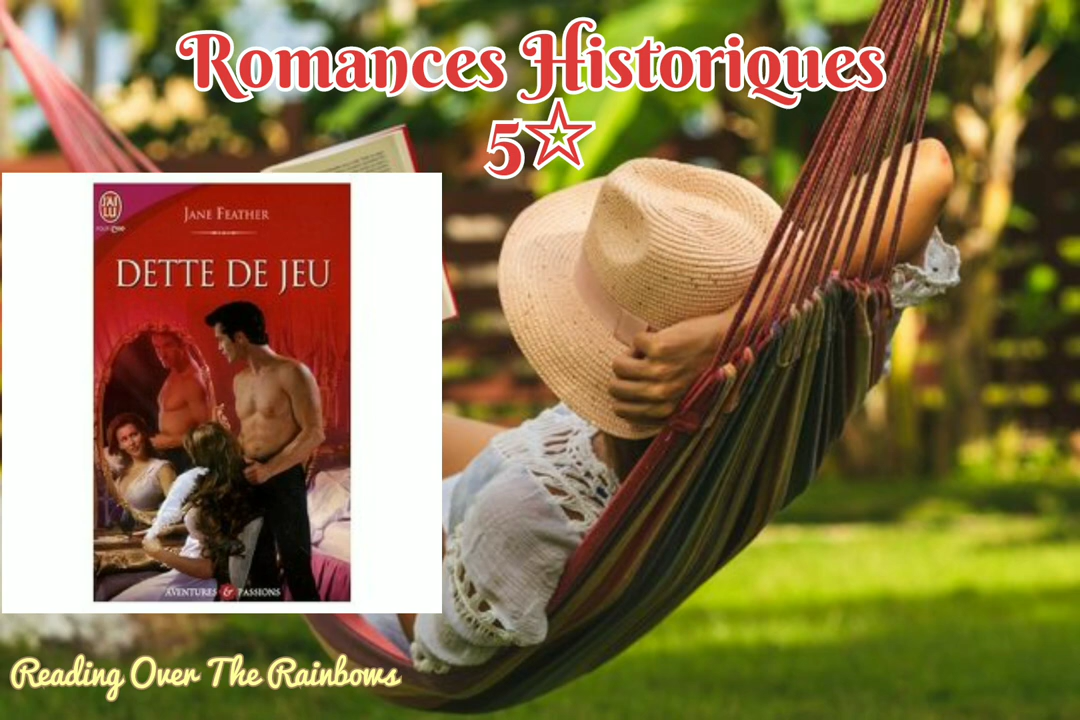 Romances Historiques
5☆
J'AI LU
JANE FEATHER
DETTE DE JEU
AVENTURES & PASSIONS
Reading Over The Rainbows